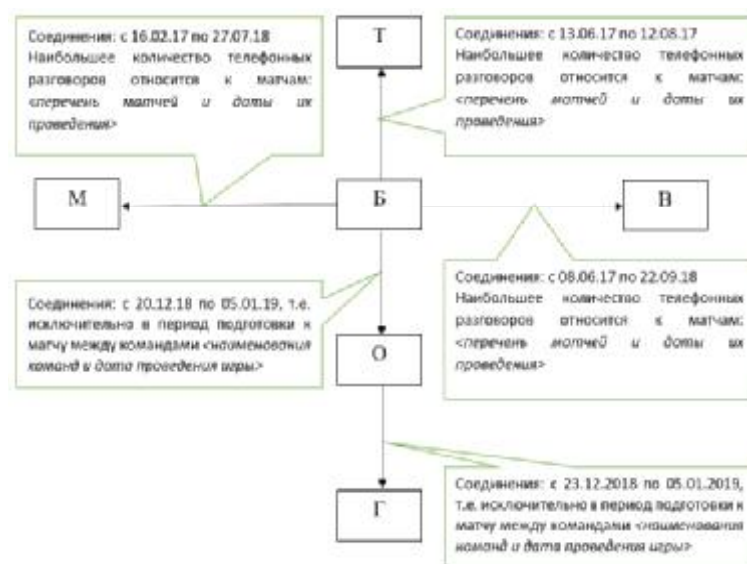 Соединения: с 16.02.17 по 27.07.18
Наибольшее количество телефонных
разговоров относится к матчам:
<перечень матчей и даты их
проведения>
Т
Соединения: с 13.06.17 по 12.08.17
Наибольшее количество телефонных
разговоров относится к матчам:
<перечень матчей и даты их
проведения>
М
Б
В
Соединения: с 20.12.18 по 05.01.19, т.е.
исключительно в период подготовки к
матчу между командами <наименования
команд и дата проведения игры>
Соединения: с 08.06.17 по 22.09.18
Наибольшее количество телефонных
разговоров относится к матчам:
<перечень матчей и даты их
проведения>
О
Г
Соединения: с 23.12.2018 по 05.01.2019,
т.е. исключительно в период подготовки к
матчу между командами <наименования
команд и дата проведения игры>